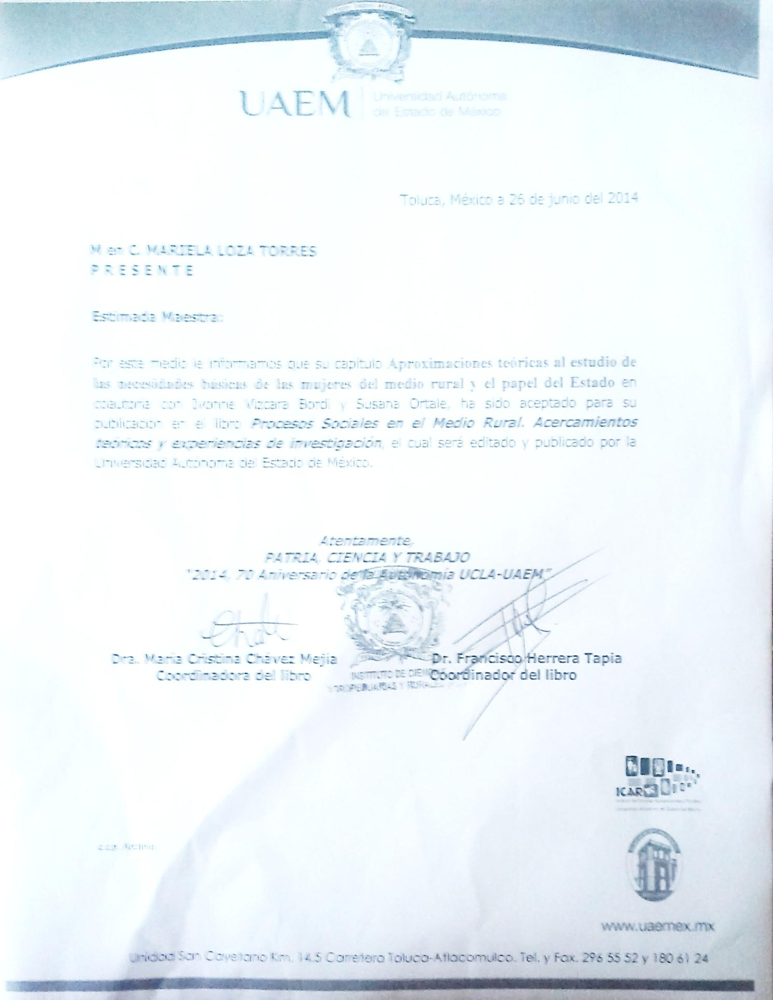 UAEM
Universidad Autónoma
del Estado de México
Toluca, México a 26 de junio del 2014
M en C. MARIELA LOZA TORRES
P R E S E N T E
Estimada Maestra:
Por este medio le informamos que su capítulo Aproximaciones teóricas al estudio de
las necesidades básicas de las mujeres del medio rural y el papel del Estado en
coautoría con Ivonne Vizcara Bordi y Susana Ortale, ha sido aceptado para su
publicación en el libro Procesos Sociales en el Medio Rural. Acercamientos
teóricos y experiencias de investigación, el cual será editado y publicado por la
Universidad Autónoma del Estado de México.
Atentamente,
PATRIA, CIENCIA Y TRABAJO
"2014, 70 Aniversario de la Autonomía UCLA-UAEM"
Dra. María Cristina Chávez Mejía
Coordinadora del libro
Dr. Francisco Herrera Tapia
Coordinador del libro
INSTITUTO DE CIENCIAS
Y RURALES
ICAR
c.c.p. Archivo
www.uaemex.mx
Unidad San Cayetano Km. 14.5 Carretera Toluca-Atlacomulco. Tel. y Fax. 296 55 52 y 180 61 24